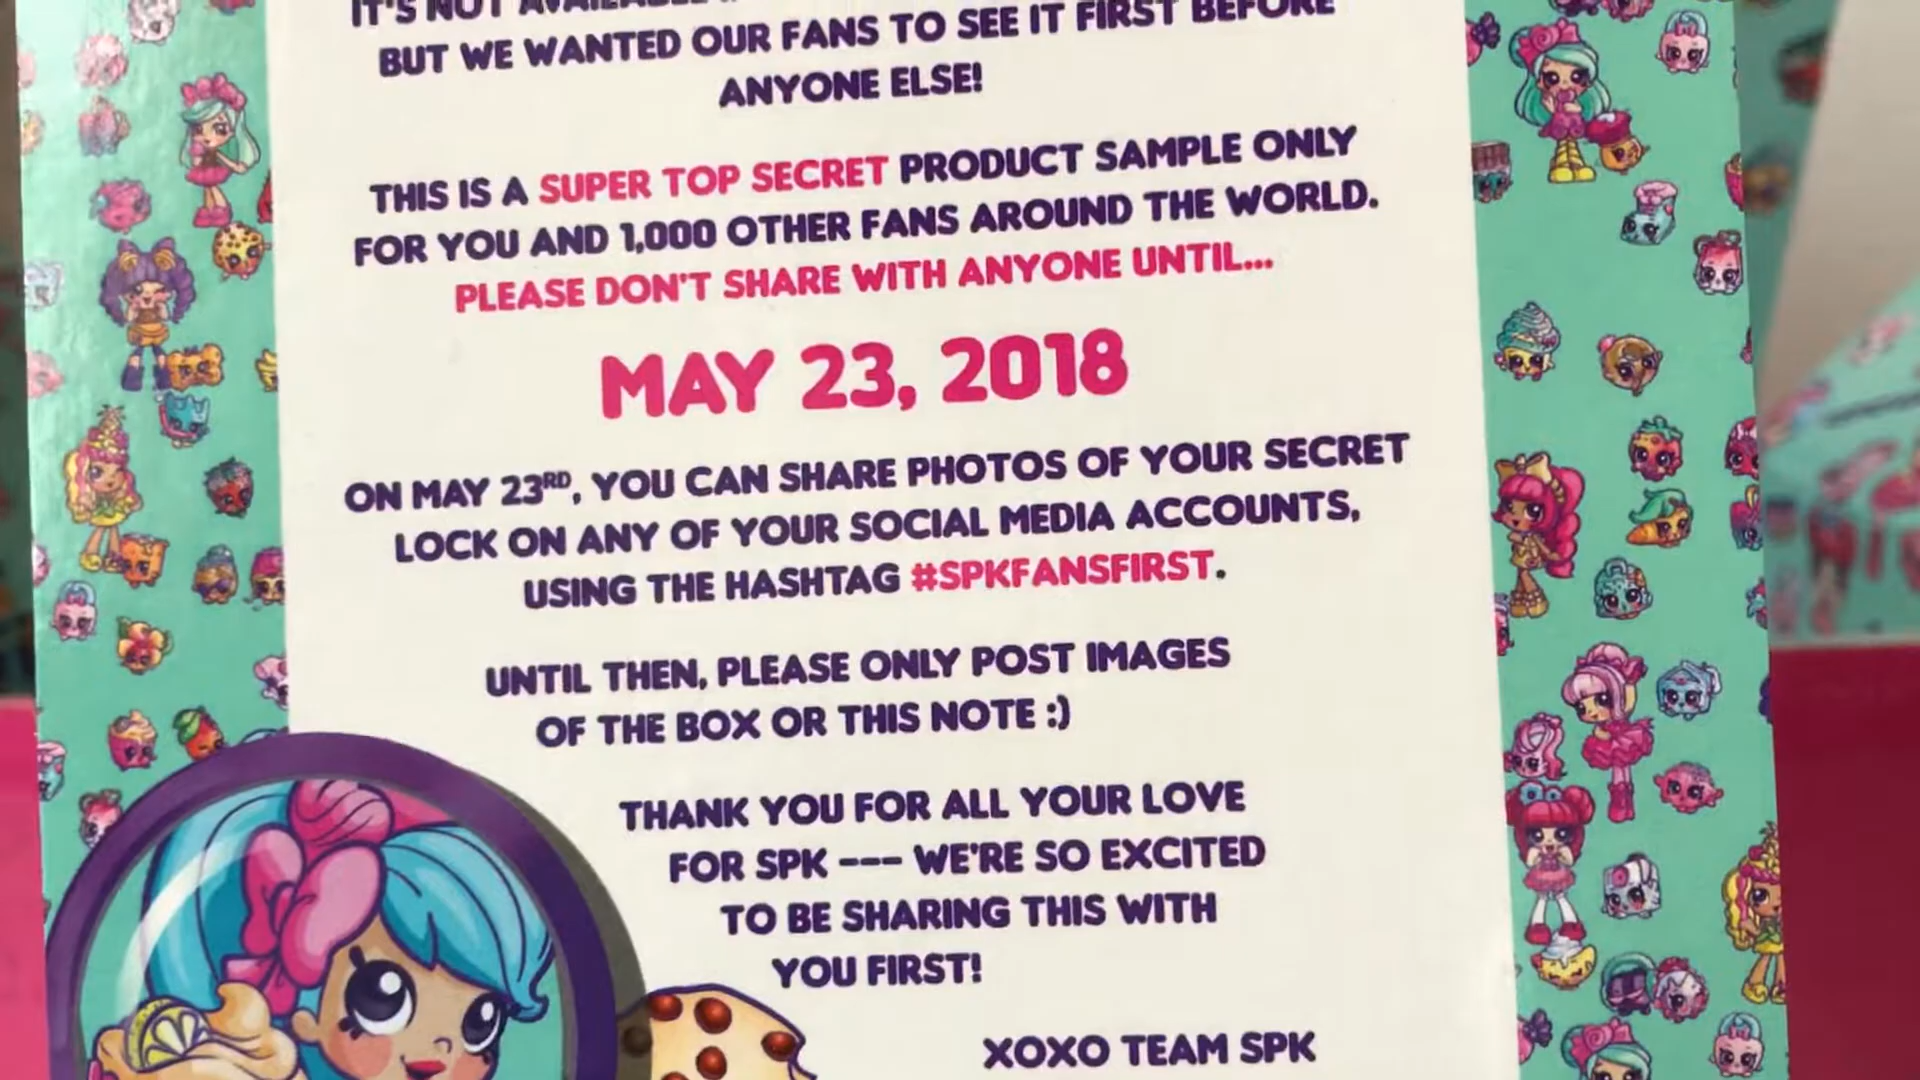 IT'S NOT
BUT WE WANTED OUR FANS TO SEE IT FIRST BEFORE
ANYONE ELSE!
THIS IS A SUPER TOP SECRET PRODUCT SAMPLE ONLY
FOR YOU AND 1,000 OTHER FANS AROUND THE WORLD.
PLEASE DON'T SHARE WITH ANYONE UNTIL...
MAY 23, 2018
ON MAY 23RD, YOU CAN SHARE PHOTOS OF YOUR SECRET
LOCK ON ANY OF YOUR SOCIAL MEDIA ACCOUNTS,
USING THE HASHTAG #SPKFANSFIRST.
UNTIL THEN, PLEASE ONLY POST IMAGES
OF THE BOX OR THIS NOTE :)
THANK YOU FOR ALL YOUR LOVE
FOR SPK --- WE'RE SO EXCITED
TO BE SHARING THIS WITH
YOU FIRST!
XOXO TEAM SPK